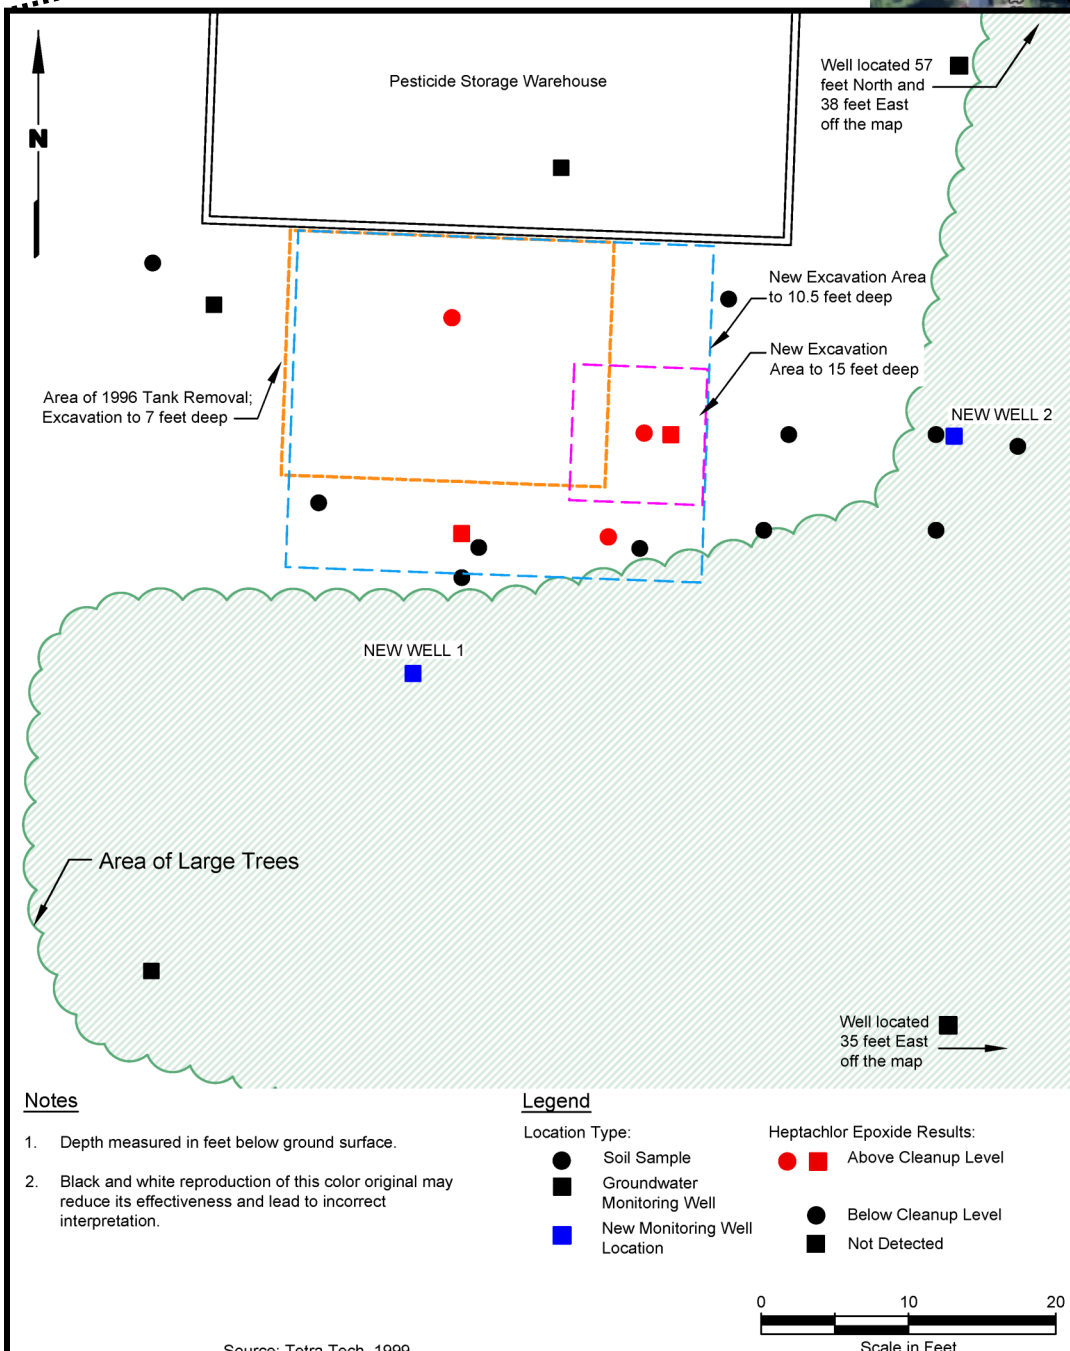 Pesticide Storage Warehouse
Well located 57
feet North and
38 feet East
off the map
N
New Excavation Area
to 10.5 feet deep
New Excavation
Area to 15 feet deep
Area of 1996 Tank Removal;
Excavation to 7 feet deep
NEW WELL 2
NEW WELL 1
Area of Large Trees
Well located
35 feet East
off the map
Notes
1. Depth measured in feet below ground surface.
2. Black and white reproduction of this color original may
reduce its effectiveness and lead to incorrect
interpretation.
Legend
Location Type:
Soil Sample
Groundwater
Monitoring Well
New Monitoring Well
Location
Heptachlor Epoxide Results:
Above Cleanup Level
Below Cleanup Level
Not Detected
0 10 20
Scale in Feet
Source: Tetra Tech, 1999